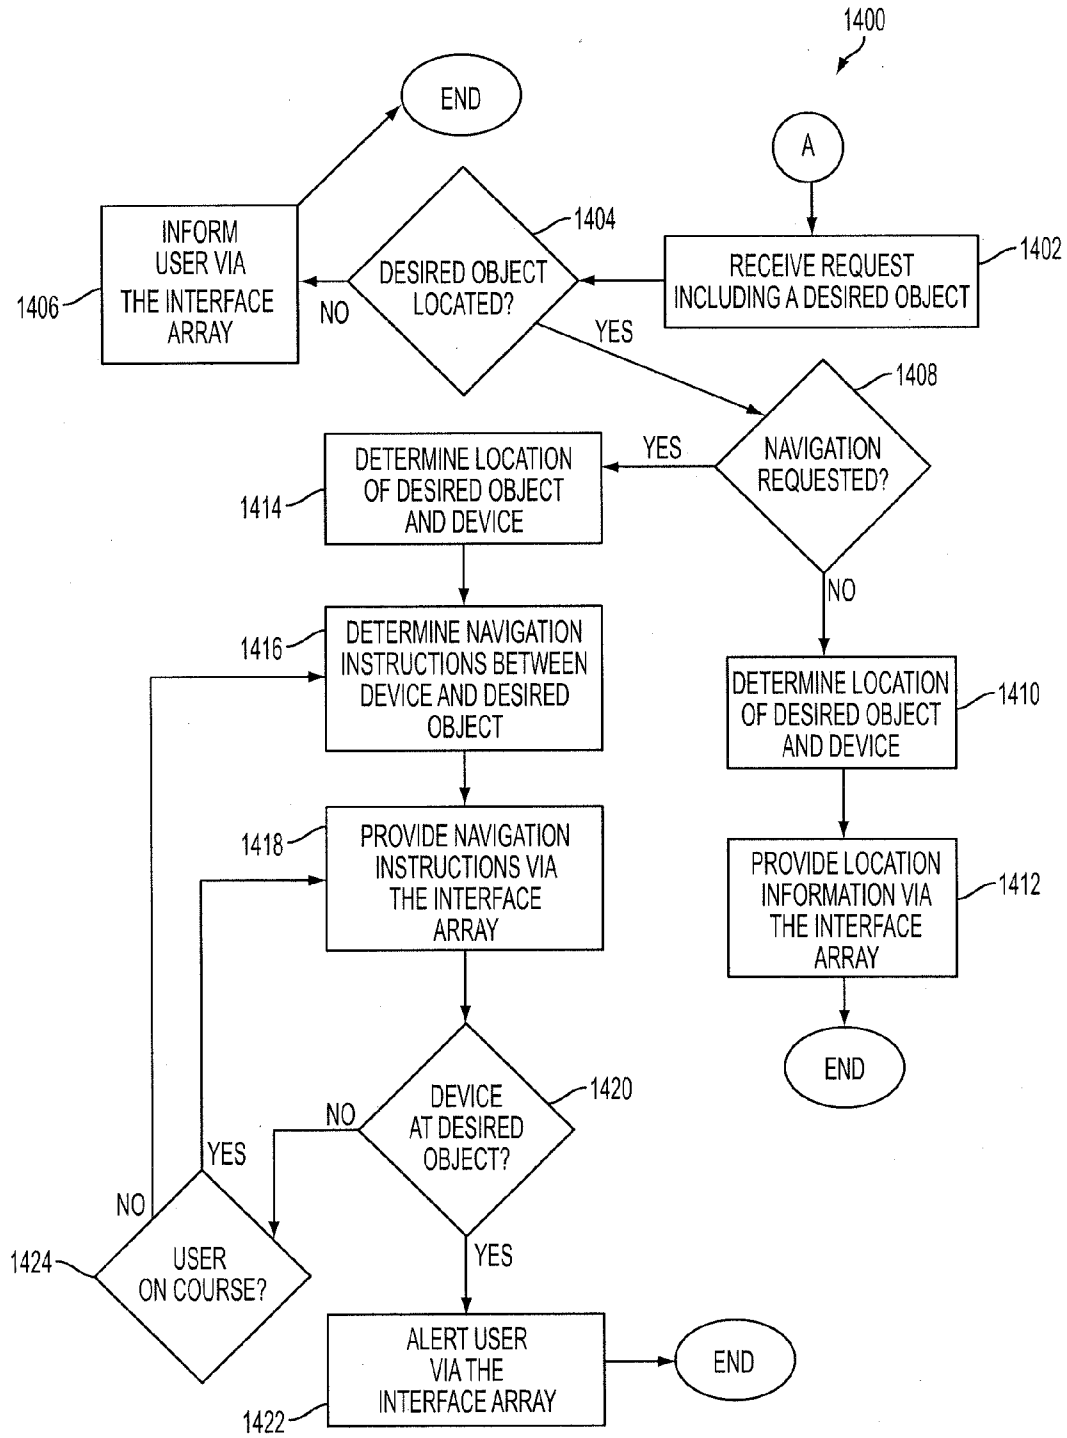 1400
END
A
1404
INFORM
USER VIA
THE INTERFACE
ARRAY
1406
DESIRED OBJECT
LOCATED?
NO
YES
RECEIVE REQUEST
INCLUDING A DESIRED OBJECT
1402
1408
NAVIGATION
REQUESTED?
YES
NO
DETERMINE LOCATION
OF DESIRED OBJECT
AND DEVICE
1414
DETERMINE NAVIGATION
INSTRUCTIONS BETWEEN
DEVICE AND DESIRED
OBJECT
1416
DETERMINE LOCATION
OF DESIRED OBJECT
AND DEVICE
1410
PROVIDE NAVIGATION
INSTRUCTIONS VIA
THE INTERFACE
ARRAY
1418
PROVIDE LOCATION
INFORMATION VIA
THE INTERFACE
ARRAY
1412
END
DEVICE
AT DESIRED
OBJECT?
1420
NO
YES
YES
NO
USER
ON COURSE?
1424
ALERT USER
VIA THE
INTERFACE ARRAY
1422
END